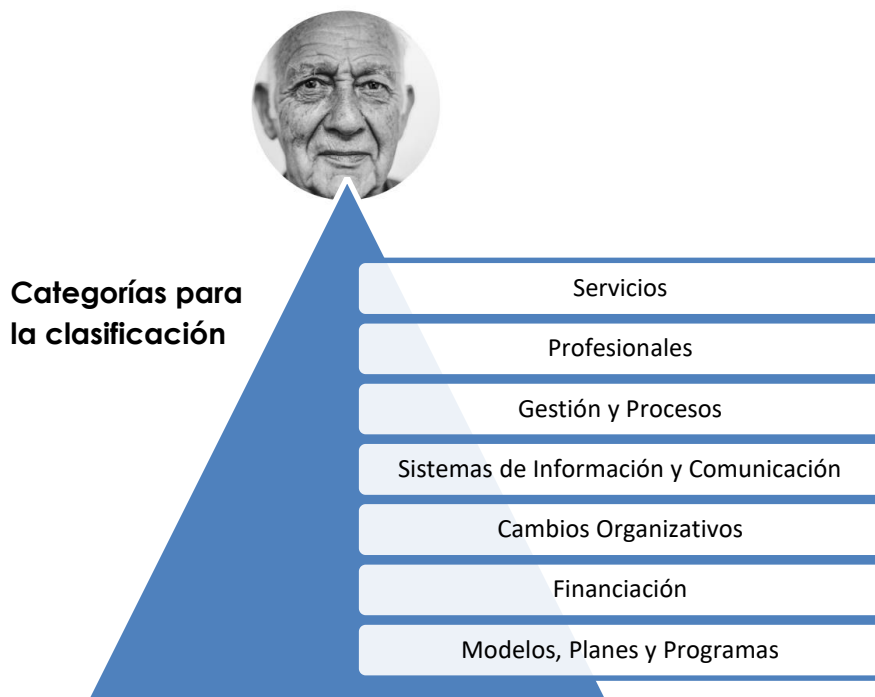 Categorías para
la clasificación
Servicios
Profesionales
Gestión y Procesos
Sistemas de Información y Comunicación
Cambios Organizativos
Financiación
Modelos, Planes y Programas